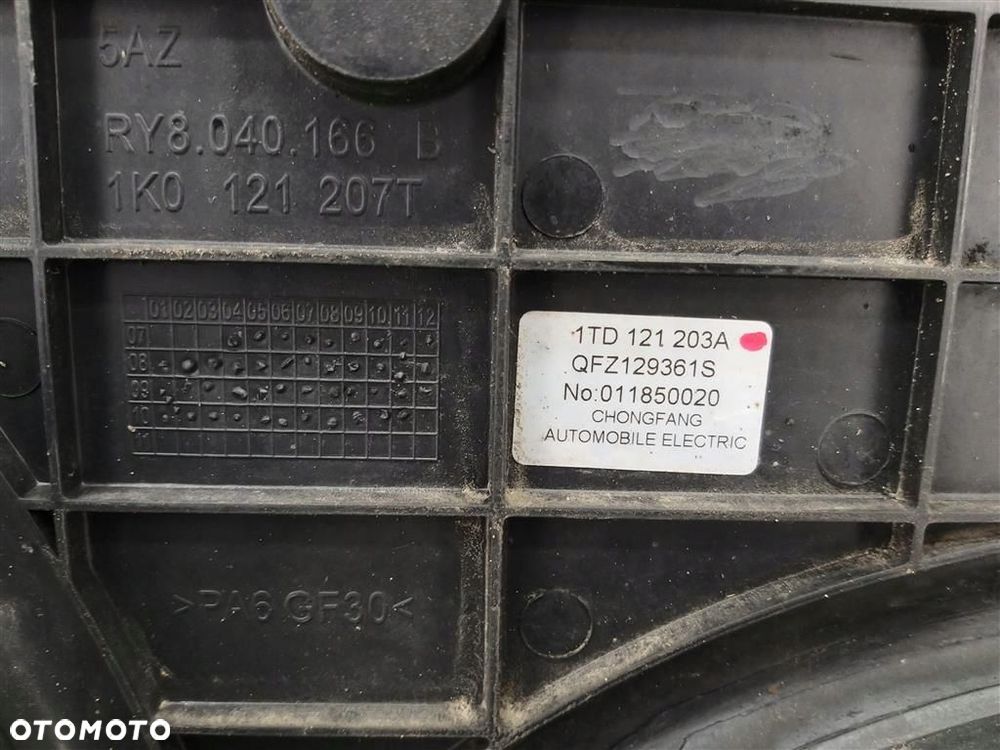 5AZ
RY8.040.166 B
1K0 121 207T
01 02 03 04 05 06 07 08 09 10 11 12
07
08
09
10
11
1TD 121 203A
QFZ129361S
No:011850020
CHONGFANG
AUTOMOBILE ELECTRIC
>PA6 GF30<
OTOMOTO